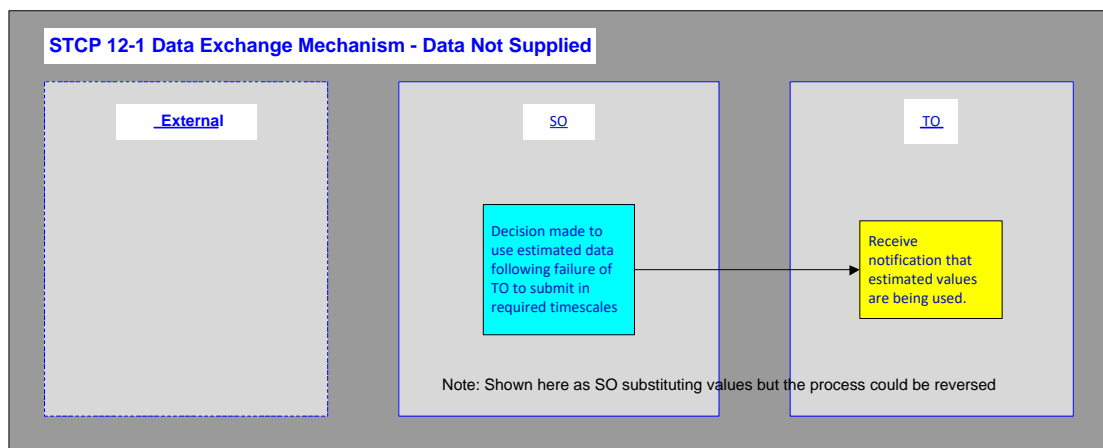 STCP 12-1 Data Exchange Mechanism - Data Not Supplied
External
SO
TO
Decision made to
use estimated data
following failure of
TO to submit in
required timescales
Receive
notification that
estimated values
are being used.
Note: Shown here as SO substituting values but the process could be reversed